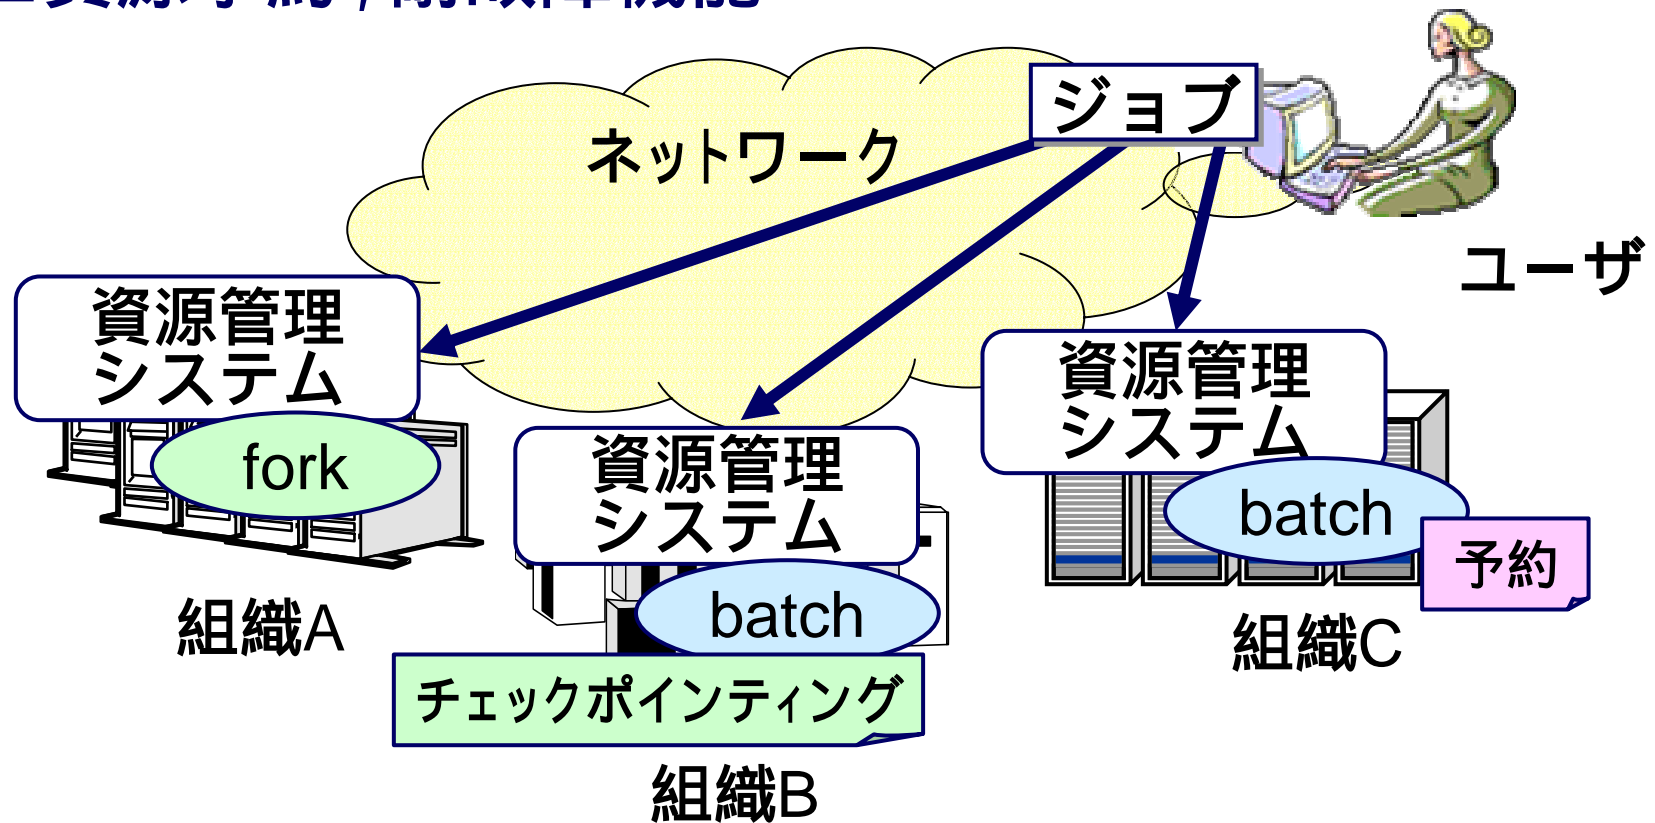 ジョブ
ネットワーク
ユーザ
資源管理
システム
fork
組織A
資源管理
システム
batch
チェックポインティング
組織B
資源管理
システム
batch
予約
組織C